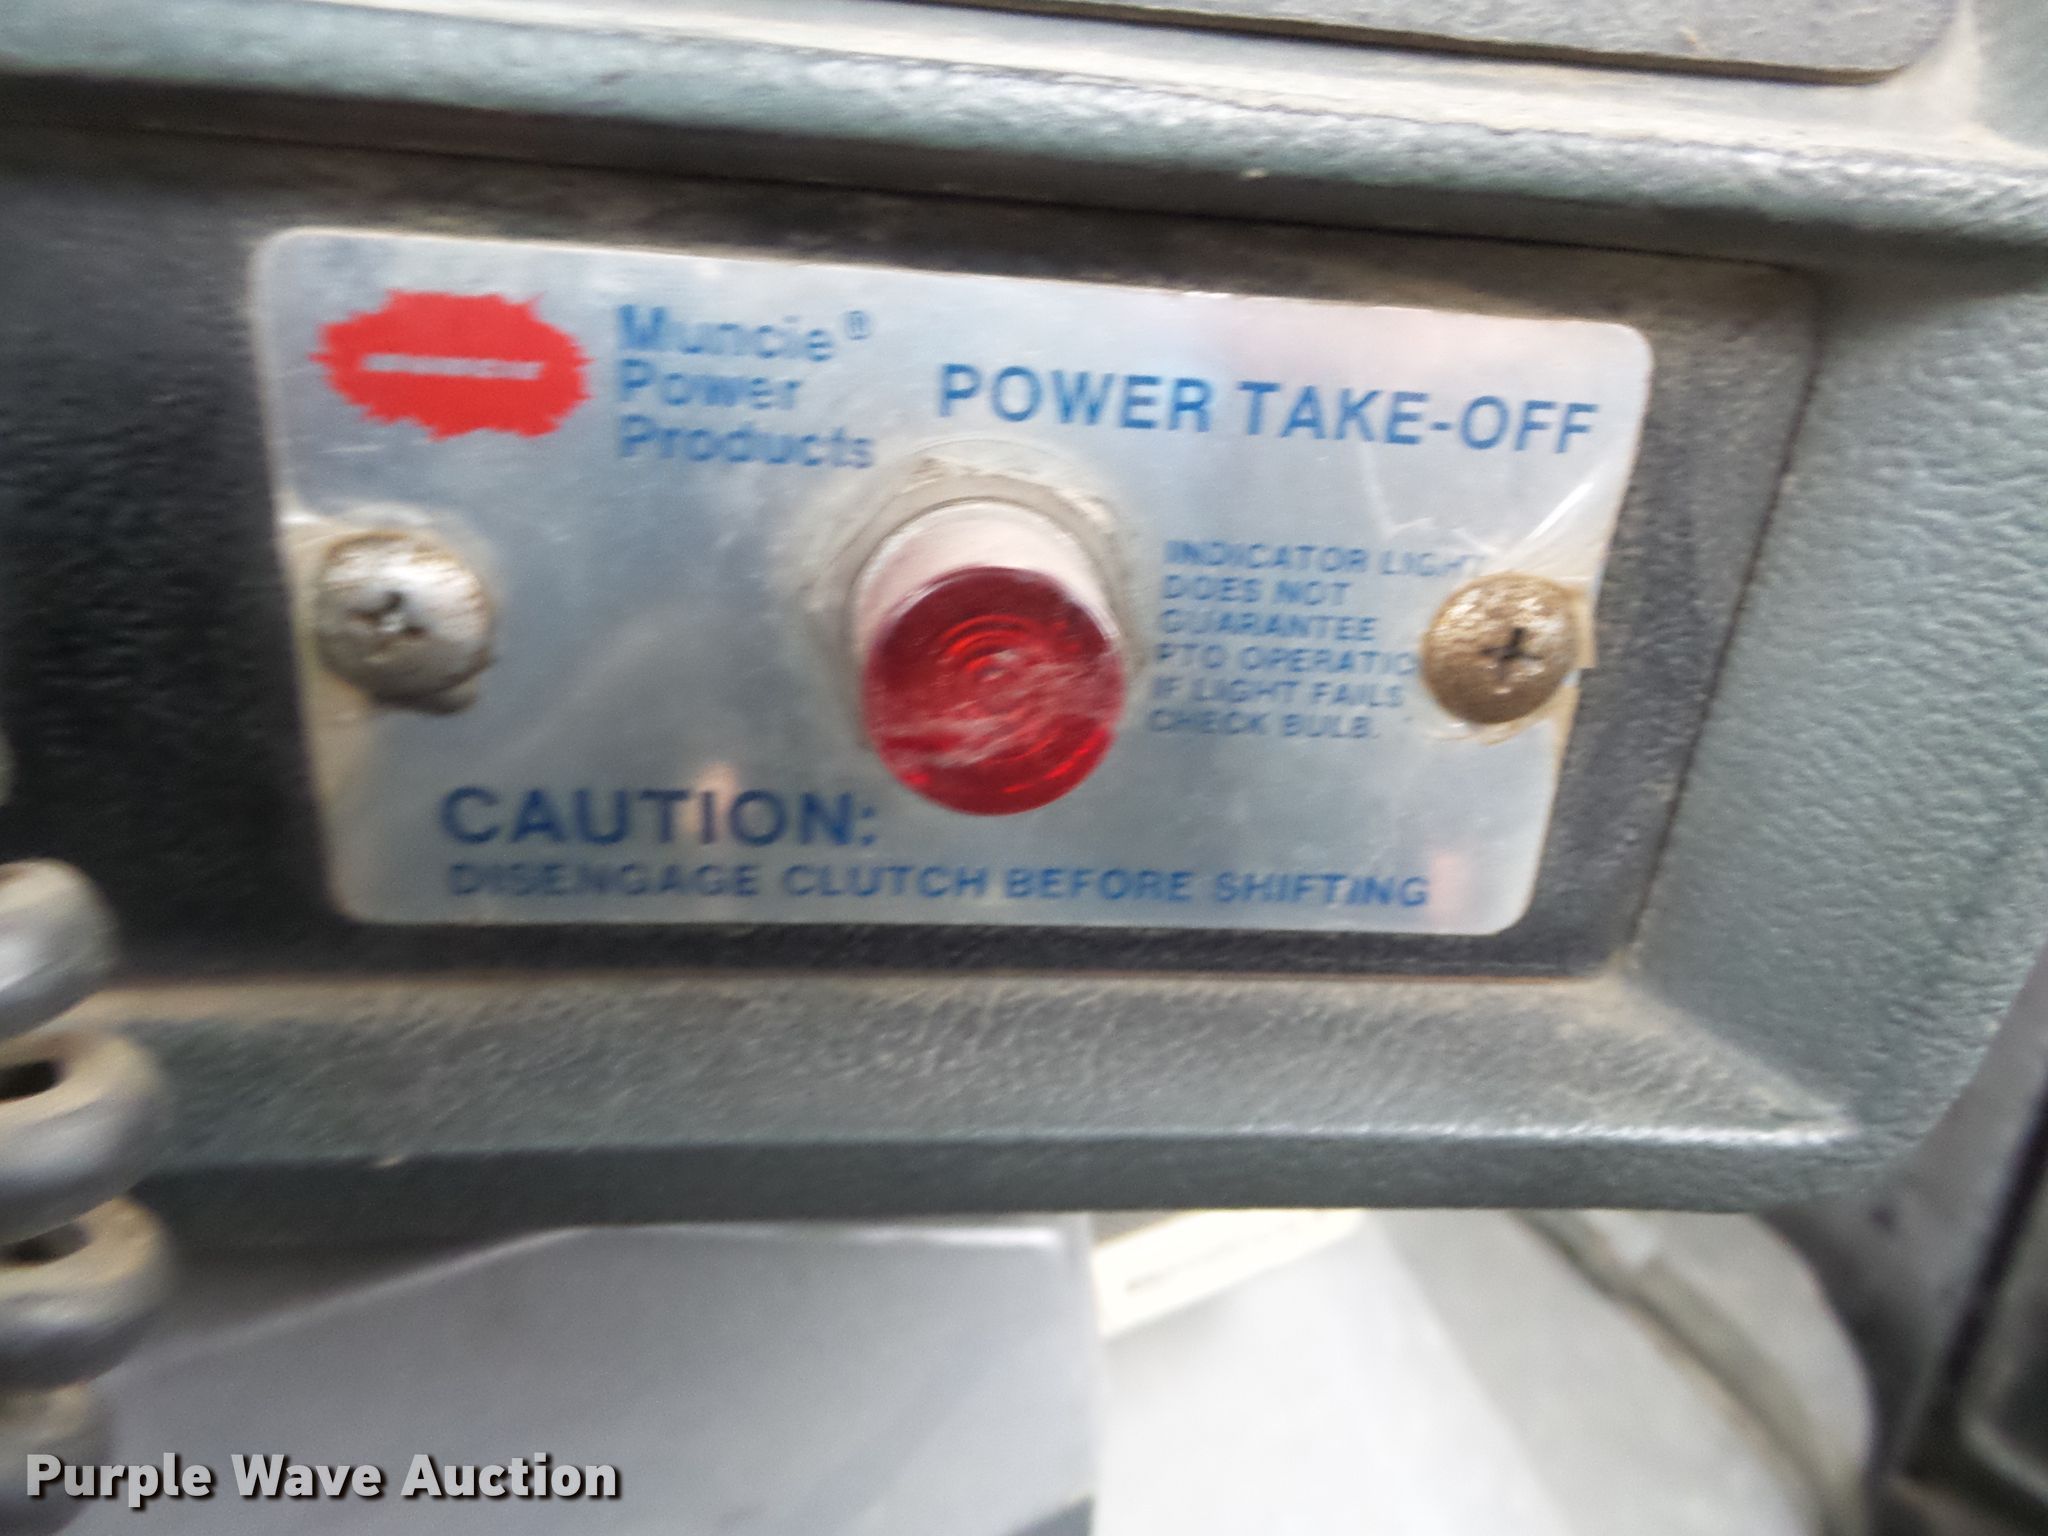 Muncie®
Power
Products
POWER TAKE-OFF
INDICATOR LIGHT
DOES NOT
GUARANTEE
PTO OPERATIO
IF LIGHT FAILS
CHECK BULB.
CAUTION:
DISENGAGE CLUTCH BEFORE SHIFTING
Purple Wave Auction